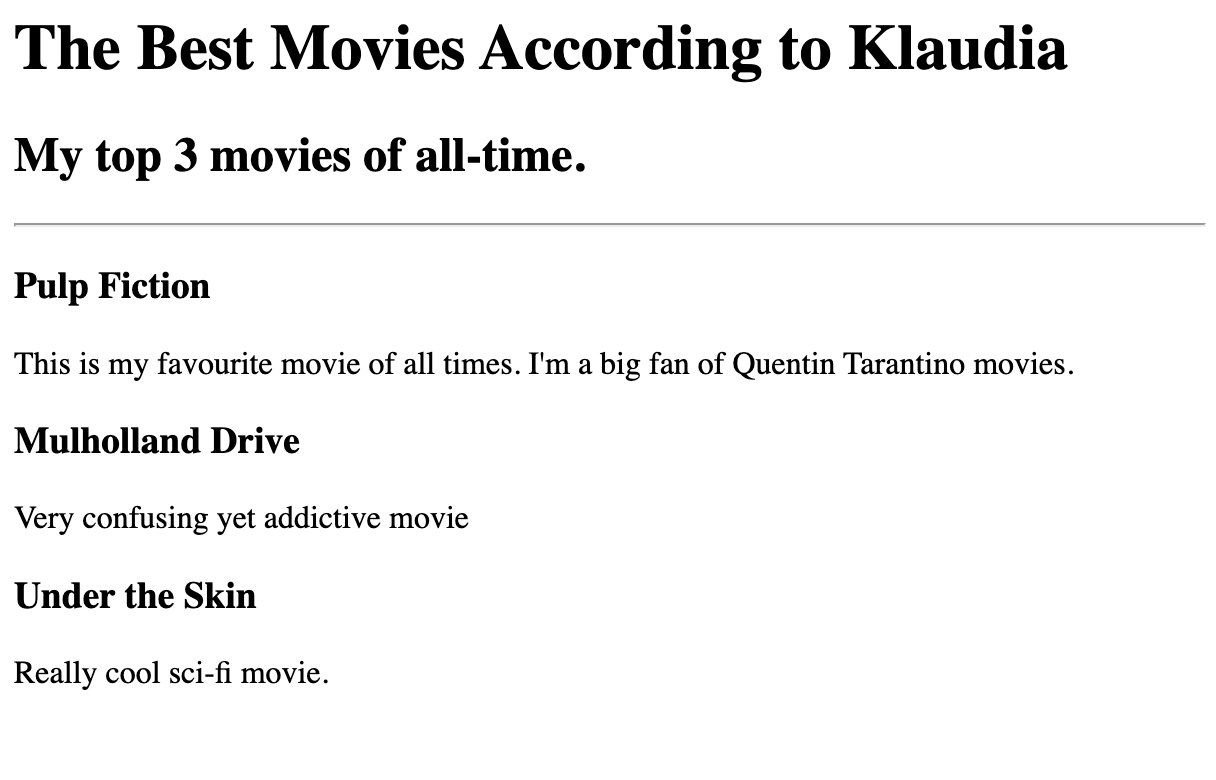 The Best Movies According to Klaudia
My top 3 movies of all-time.
Pulp Fiction
This is my favourite movie of all times. I'm a big fan of Quentin Tarantino movies.
Mulholland Drive
Very confusing yet addictive movie
Under the Skin
Really cool sci-fi movie.